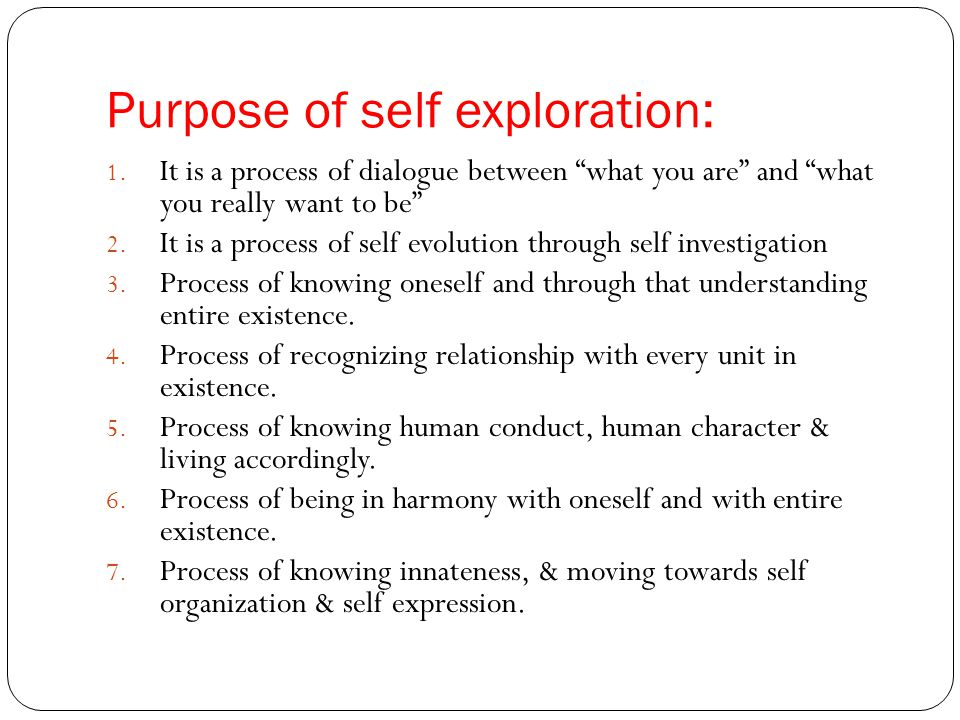 Purpose of self exploration:
1. It is a process of dialogue between “what you are” and “what
you really want to be”
2. It is a process of self evolution through self investigation
3. Process of knowing oneself and through that understanding
entire existence.
4. Process of recognizing relationship with every unit in
existence.
5. Process of knowing human conduct, human character &
living accordingly.
6. Process of being in harmony with oneself and with entire
existence.
7. Process of knowing innateness, & moving towards self
organization & self expression.